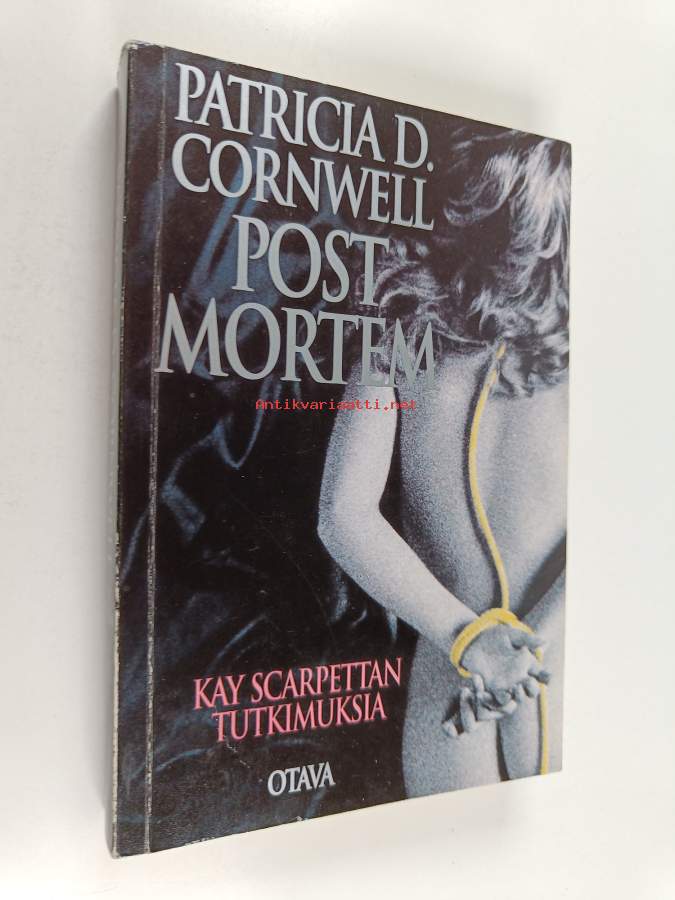 PATRICIA D.
CORNWELL
POST
MORTEM
Antikvariaatti.net
KAY SCARPETTAN
TUTKIMUKSIA
OTAVA